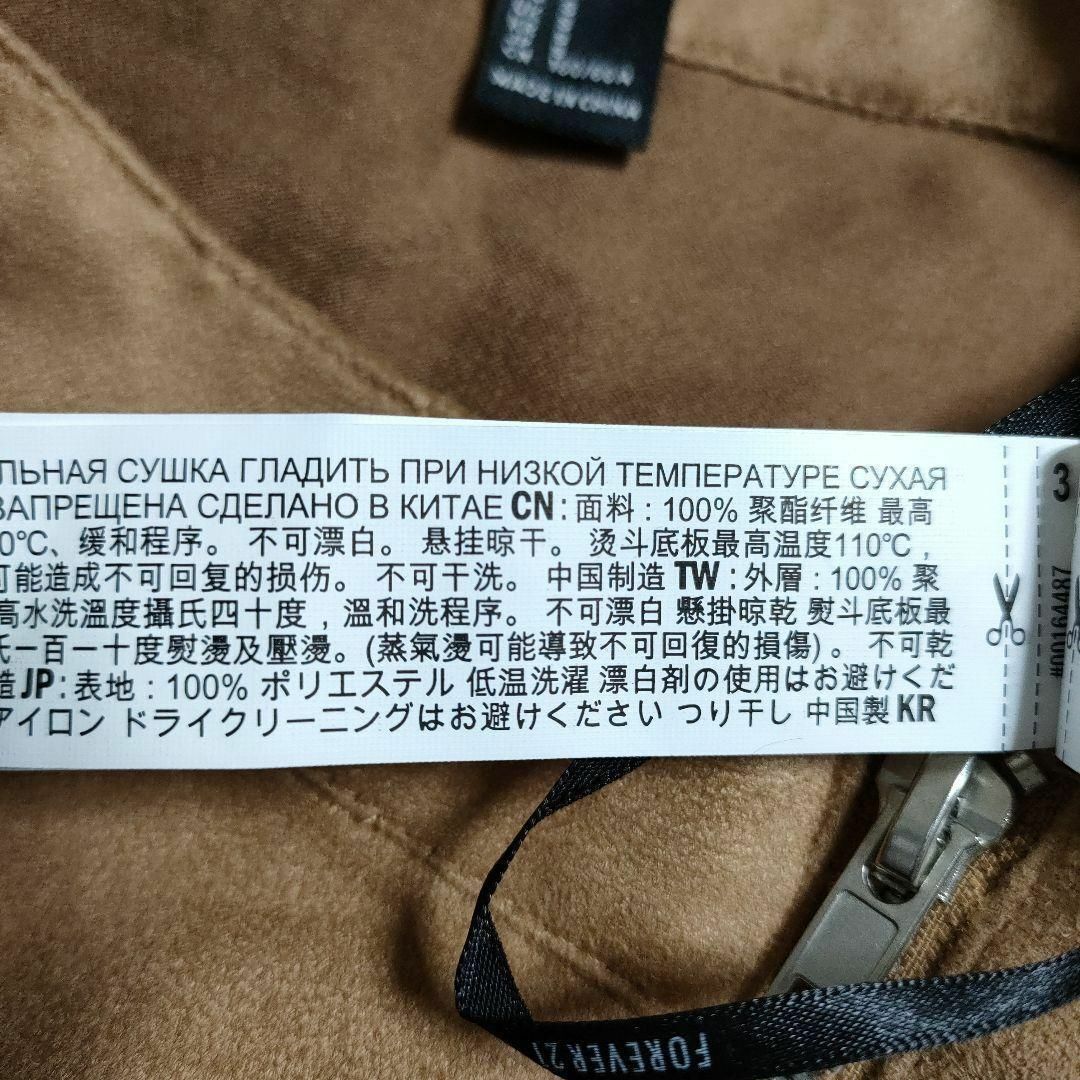 MADE IN CHINA
ЛЬНАЯ СУШКА ГЛАДИТЬ ПРИ НИЗКОЙ ТЕМПЕРАТУРЕ СУХАЯ
ЗАПРЕЩЕНА СДЕЛАНО В КИТАЕ CN : 面料 : 100% 聚酯纤维 最高
0℃、缓和程序。 不可漂白。 悬挂晾干。 烫斗底板最高温度110℃ ,
可能造成不可回复的损伤。 不可干洗。 中国制造 TW : 外層 : 100% 聚
高水洗溫度攝氏四十度 , 溫和洗程序。 不可漂白 懸掛晾乾 熨斗底板最
氏一百一十度熨燙及壓燙。(蒸氣燙可能導致不可回復的損傷) 。 不可乾
造 JP : 表地 : 100% ポリエステル 低温洗濯 漂白剤の使用はお避けくだ
アイロン ドライクリーニングはお避けください つり干し 中国製 KR
3
#00164487
FOREVER 21